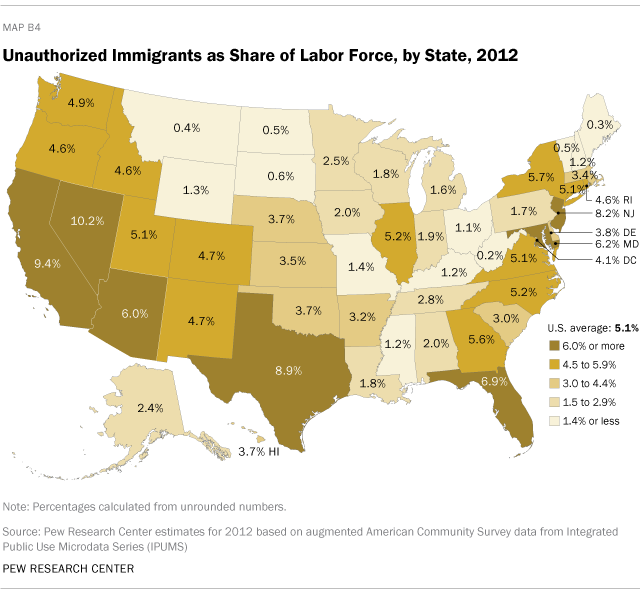 MAP B4
Unauthorized Immigrants as Share of Labor Force, by State, 2012
4.9%
0.4%
0.5%
0.3%
4.6%
4.6%
2.5%
0.5%
1.2%
1.8%
5.7%
3.4%
1.3%
0.6%
1.6%
5.1%
4.6% RI
10.2%
3.7%
2.0%
1.7%
8.2% NJ
5.1%
5.2%
1.9%
1.1%
3.8% DE
6.2% MD
9.4%
4.7%
3.5%
1.4%
0.2%
5.1%
4.1% DC
1.2%
6.0%
4.7%
3.7%
2.8%
5.2%
3.2%
3.0%
8.9%
1.2%
2.0%
5.6%
1.8%
6.9%
2.4%
3.7% HI
U.S. average: 5.1%
6.0% or more
4.5 to 5.9%
3.0 to 4.4%
1.5 to 2.9%
1.4% or less
Note: Percentages calculated from unrounded numbers.
Source: Pew Research Center estimates for 2012 based on augmented American Community Survey data from Integrated
Public Use Microdata Series (IPUMS)
PEW RESEARCH CENTER